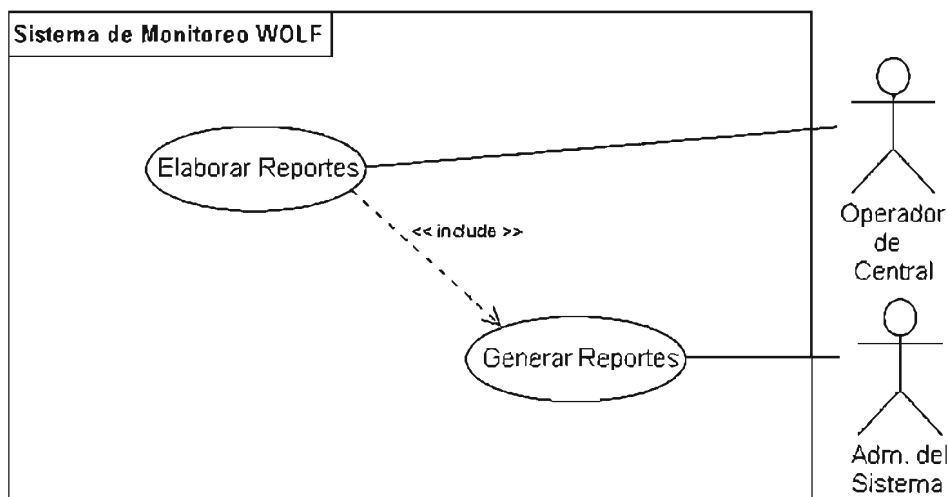 Sistema de Monitoreo WOLF
Elaborar Reportes
<< include >>
Generar Reportes
Operador
de
Central
Adm. del
Sistema